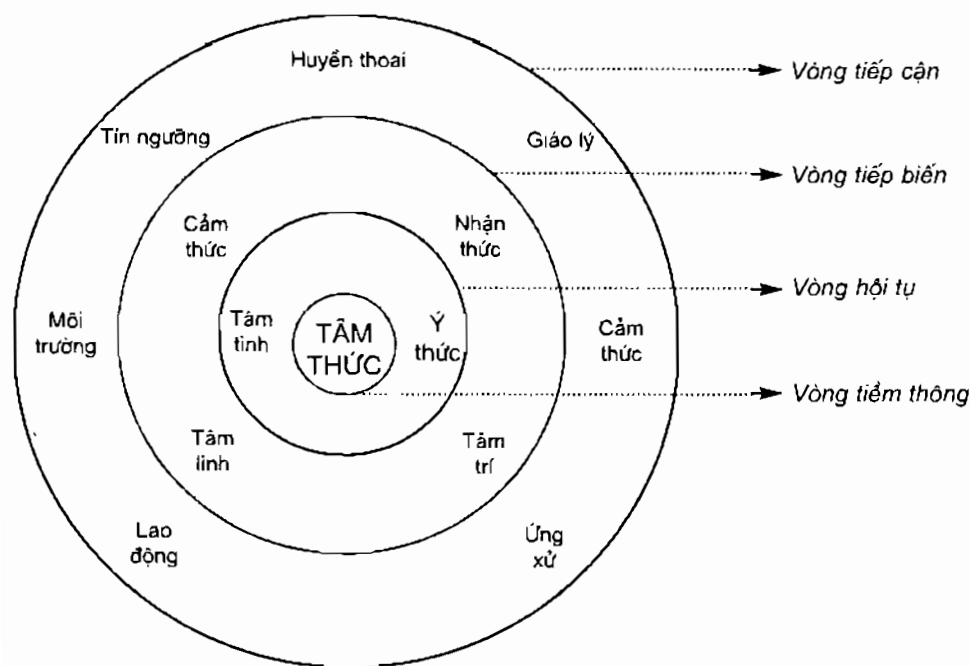 Huyền thoai
Vòng tiếp cận
Tín ngưỡng
Giáo lý
Vòng tiếp biến
Cảm
thức
Nhận
thức
Vòng hội tụ
Môi
trường
Tâm
tình
TÂM
THỨC
Ý
thức
Cảm
thức
Vòng tiềm thông
Tâm
linh
Tâm
trí
Lao
động
Ứng
xử